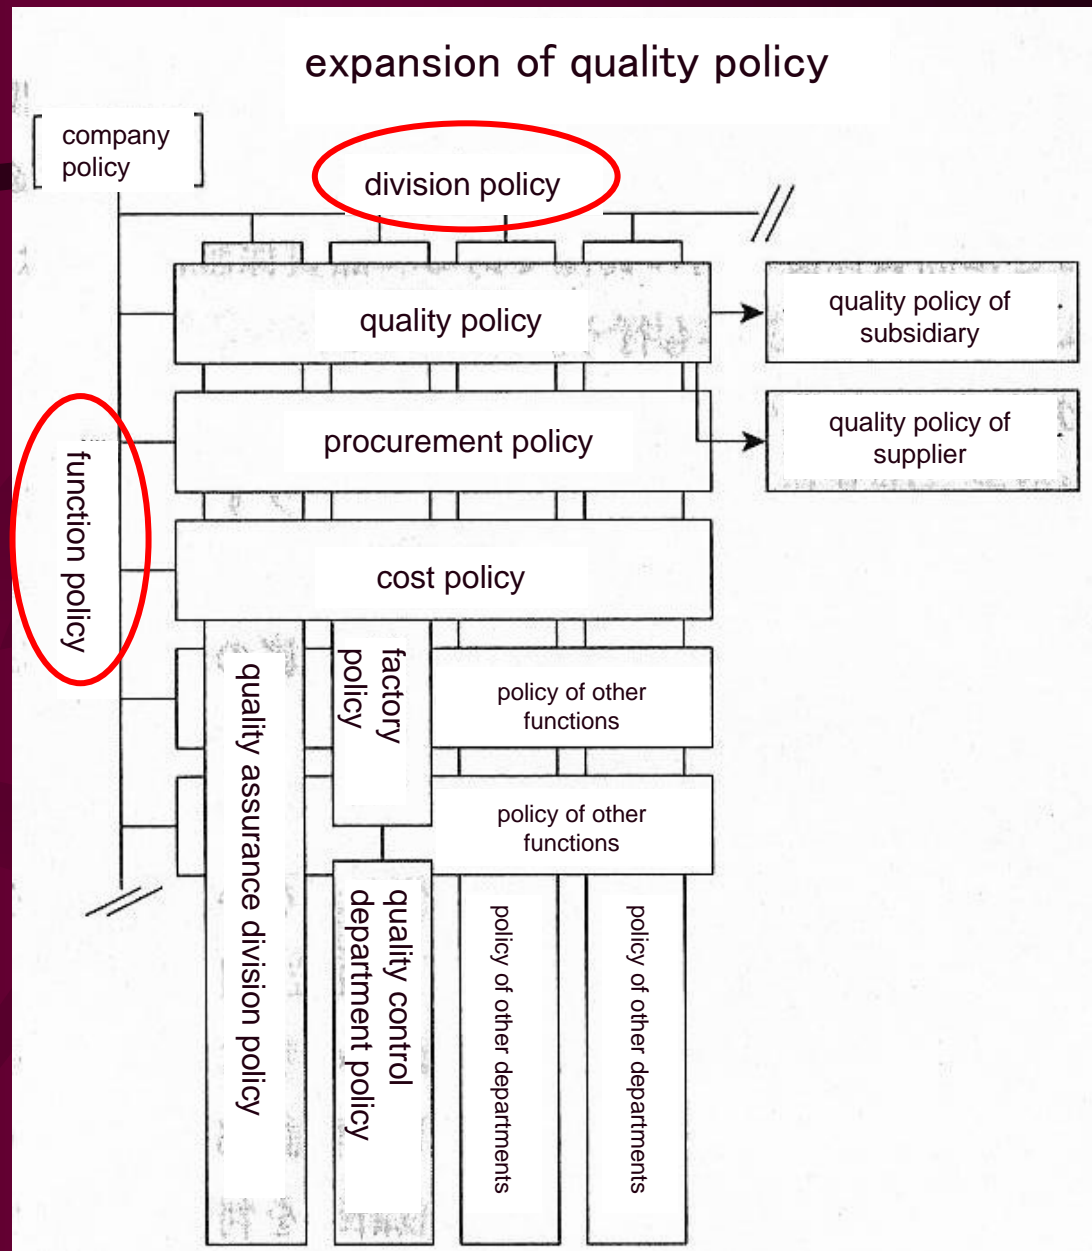 expansion of quality policy
company
policy
division policy
quality policy
quality policy of
subsidiary
procurement policy
quality policy of
supplier
function policy
cost policy
quality assurance division policy
factory
policy
policy of other
functions
policy of other
functions
quality control
department policy
policy of other departments
policy of other departments